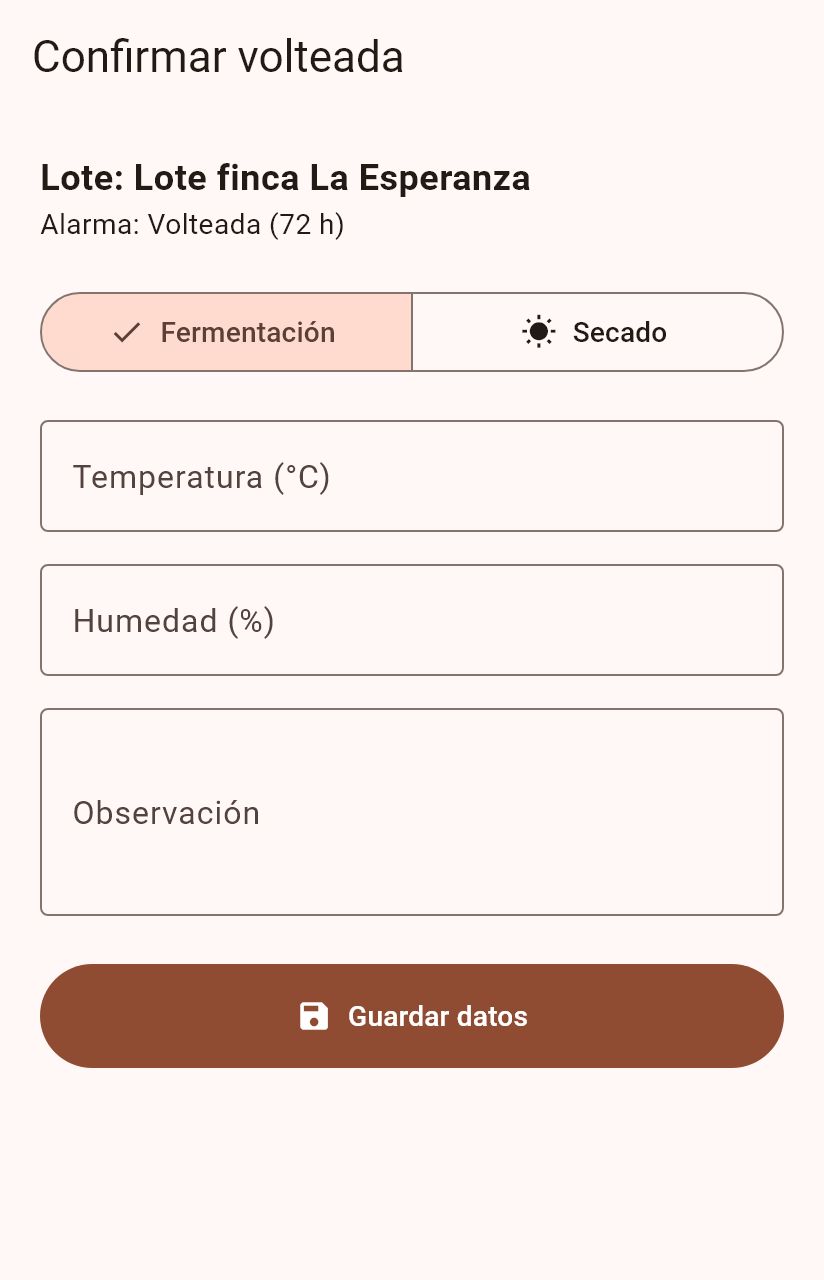 Confirmar volteada
Lote: Lote finca La Esperanza
Alarma: Volteada (72 h)
Fermentación
Secado
Temperatura (°C)
Humedad (%)
Observación
Guardar datos